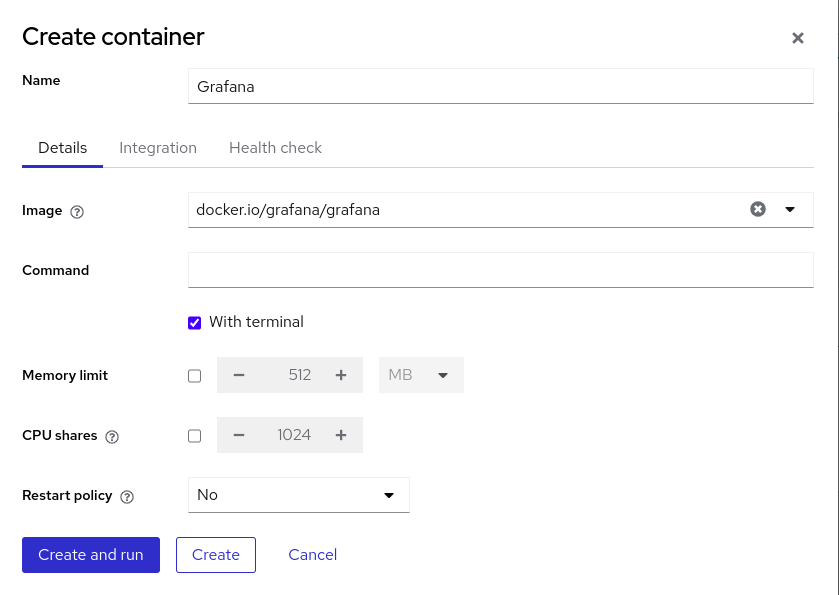 Create container
Name
Grafana
Details Integration Health check
Image
docker.io/grafana/grafana
Command
With terminal
Memory limit
512
MB
CPU shares
1024
Restart policy
No
Create and run Create Cancel